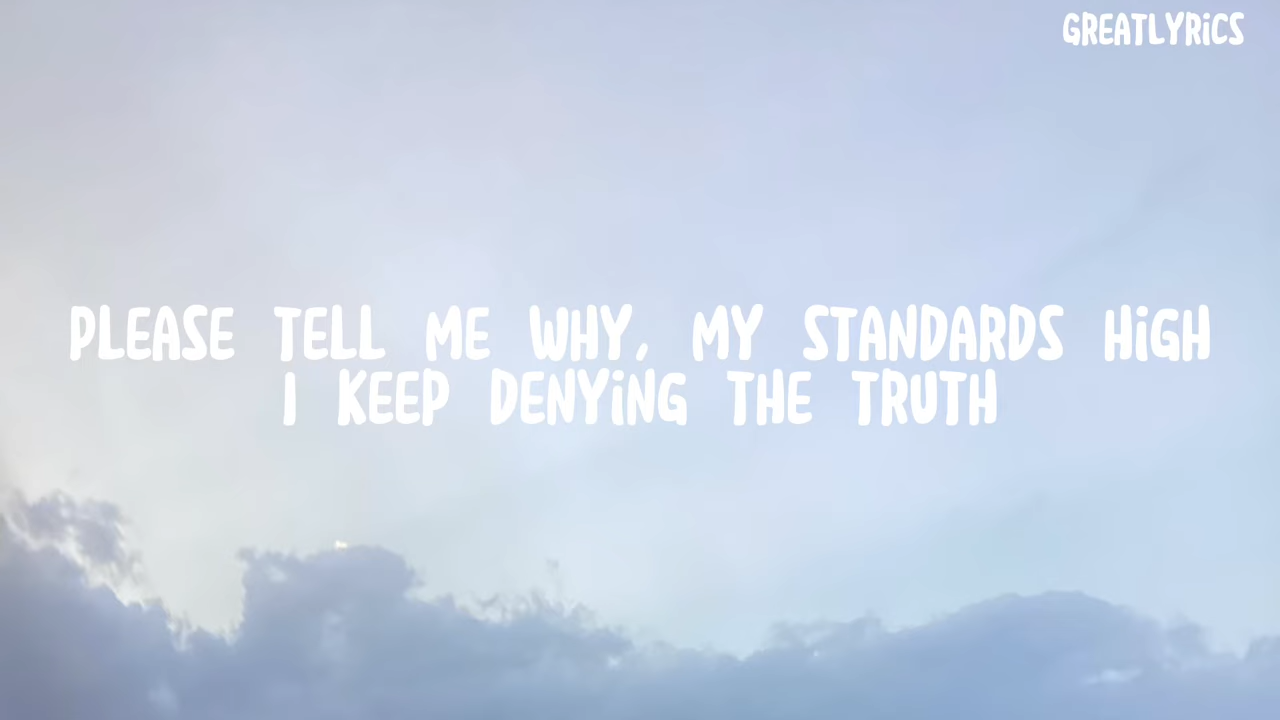 GREATLYRiCS
PLEASE TELL ME WHY, MY STANDARDS HiGH
I KEEP DENYiNG THE TRUTH